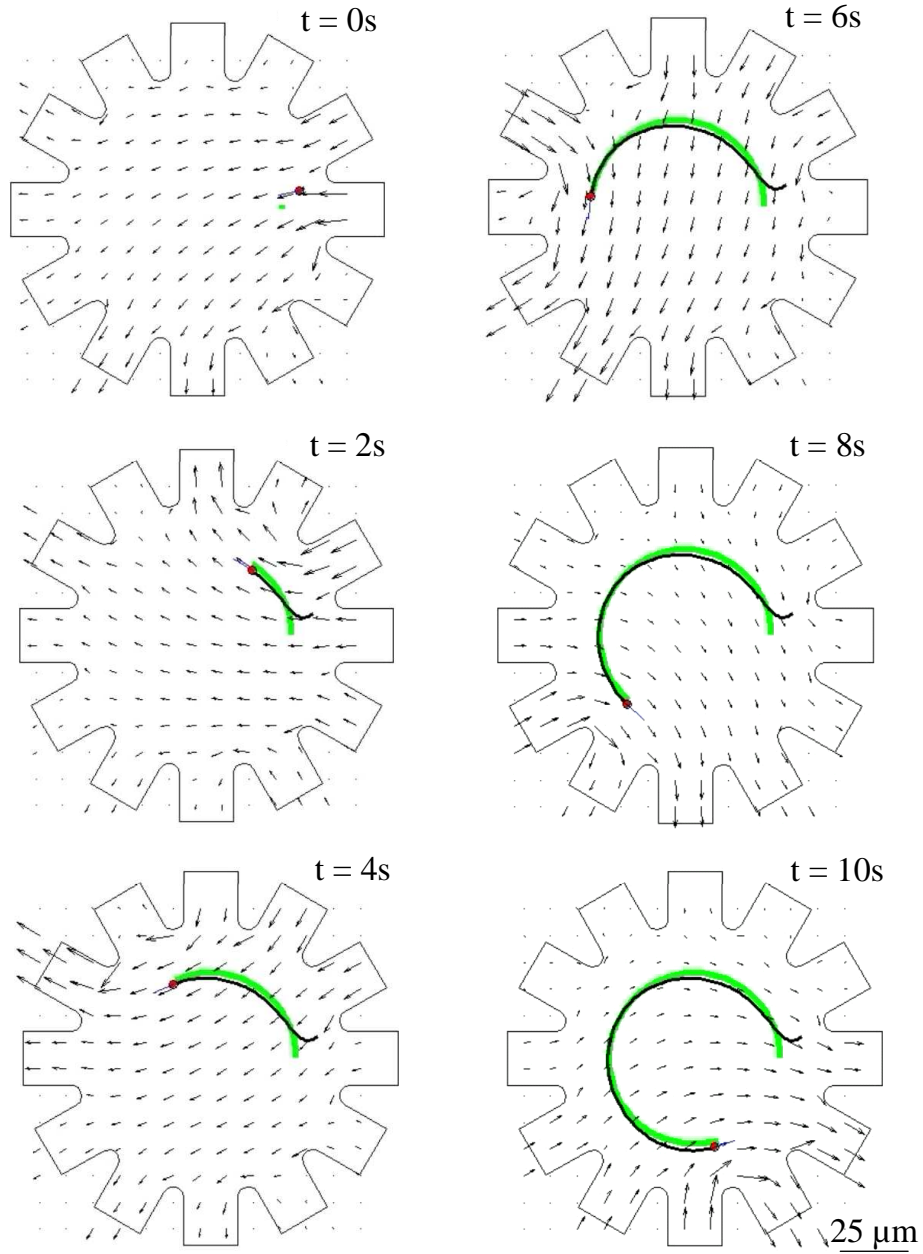 t = 0s
t = 6s
t = 2s
t = 8s
t = 4s
t = 10s
25 µm